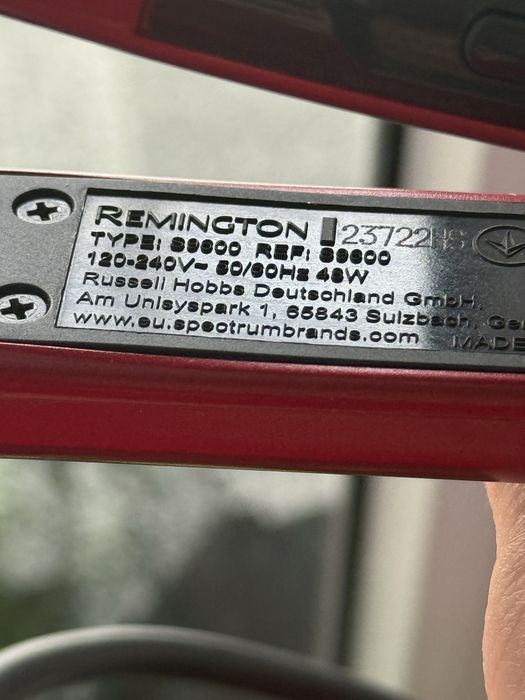 REMINGTON 23722HS
TYPE: S9600 REF: S9600
120-240V~ 50/60Hz 48W
Russell Hobbs Deutschland GmbH,
Am Unisyspark 1, 65843 Sulzbach,
www.eu.spectrumbrands.com MADE